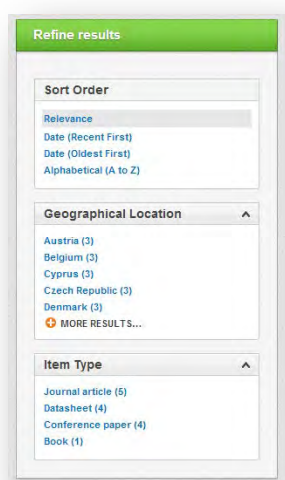 Refine results
Sort Order
Relevance
Date (Recent First)
Date (Oldest First)
Alphabetical (A to Z)
Geographical Location
Austria (3)
Belgium (3)
Cyprus (3)
Czech Republic (3)
Denmark (3)
MORE RESULTS...
Item Type
Journal article (5)
Datasheet (4)
Conference paper (4)
Book (1)